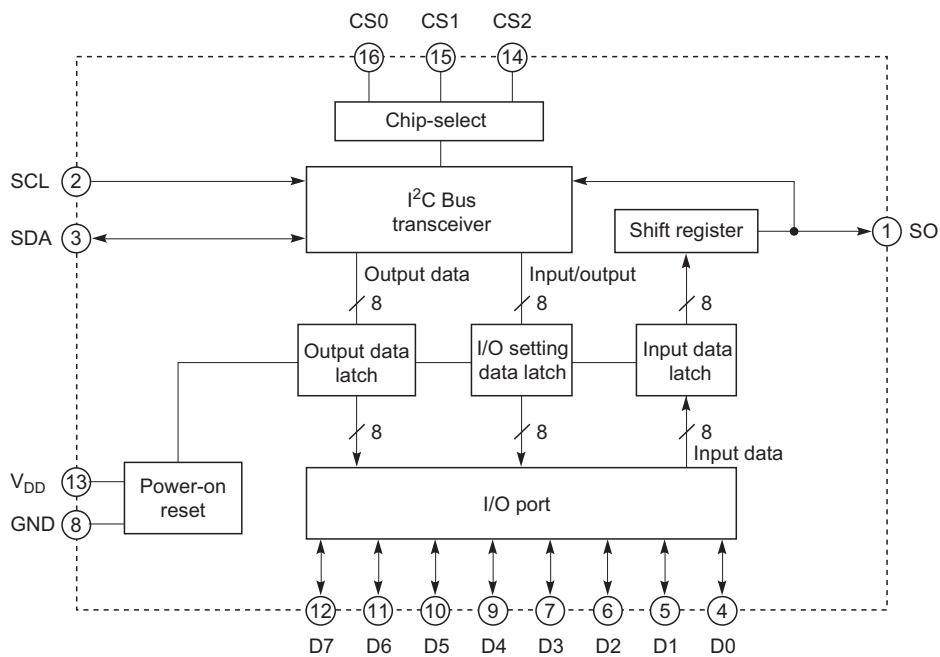 CS0 CS1 CS2
16 15 14
Chip-select
SCL 2
I²C Bus
transceiver
SDA 3
Shift register
1 SO
Output data
Input/output
8 8 8
Output data
latch
I/O setting
data latch
Input data
latch
8 8 8
Input data
VDD 13
Power-on
reset
GND 8
I/O port
12 11 10 9 7 6 5 4
D7 D6 D5 D4 D3 D2 D1 D0